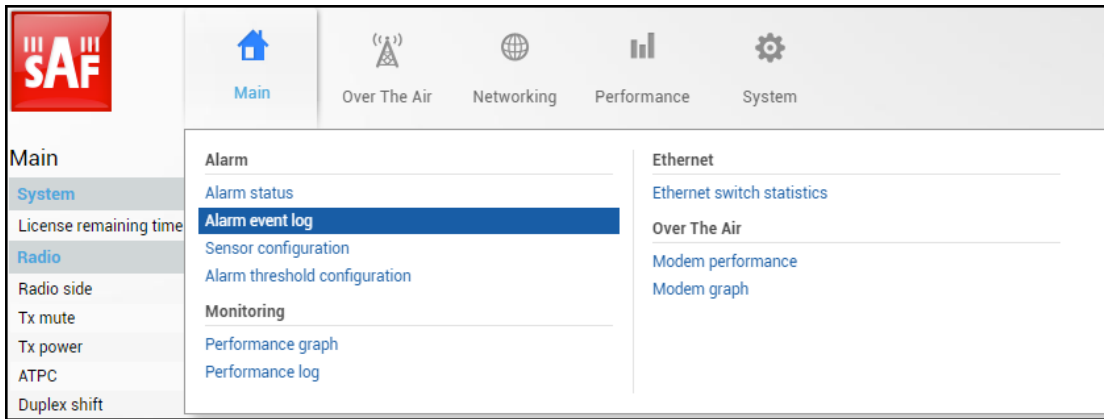 SAF
Main
Over The Air
Networking
Performance
System
Main
System
License remaining time
Radio
Radio side
Tx mute
Tx power
ATPC
Duplex shift
Alarm
Alarm status
Alarm event log
Sensor configuration
Alarm threshold configuration
Monitoring
Performance graph
Performance log
Ethernet
Ethernet switch statistics
Over The Air
Modem performance
Modem graph